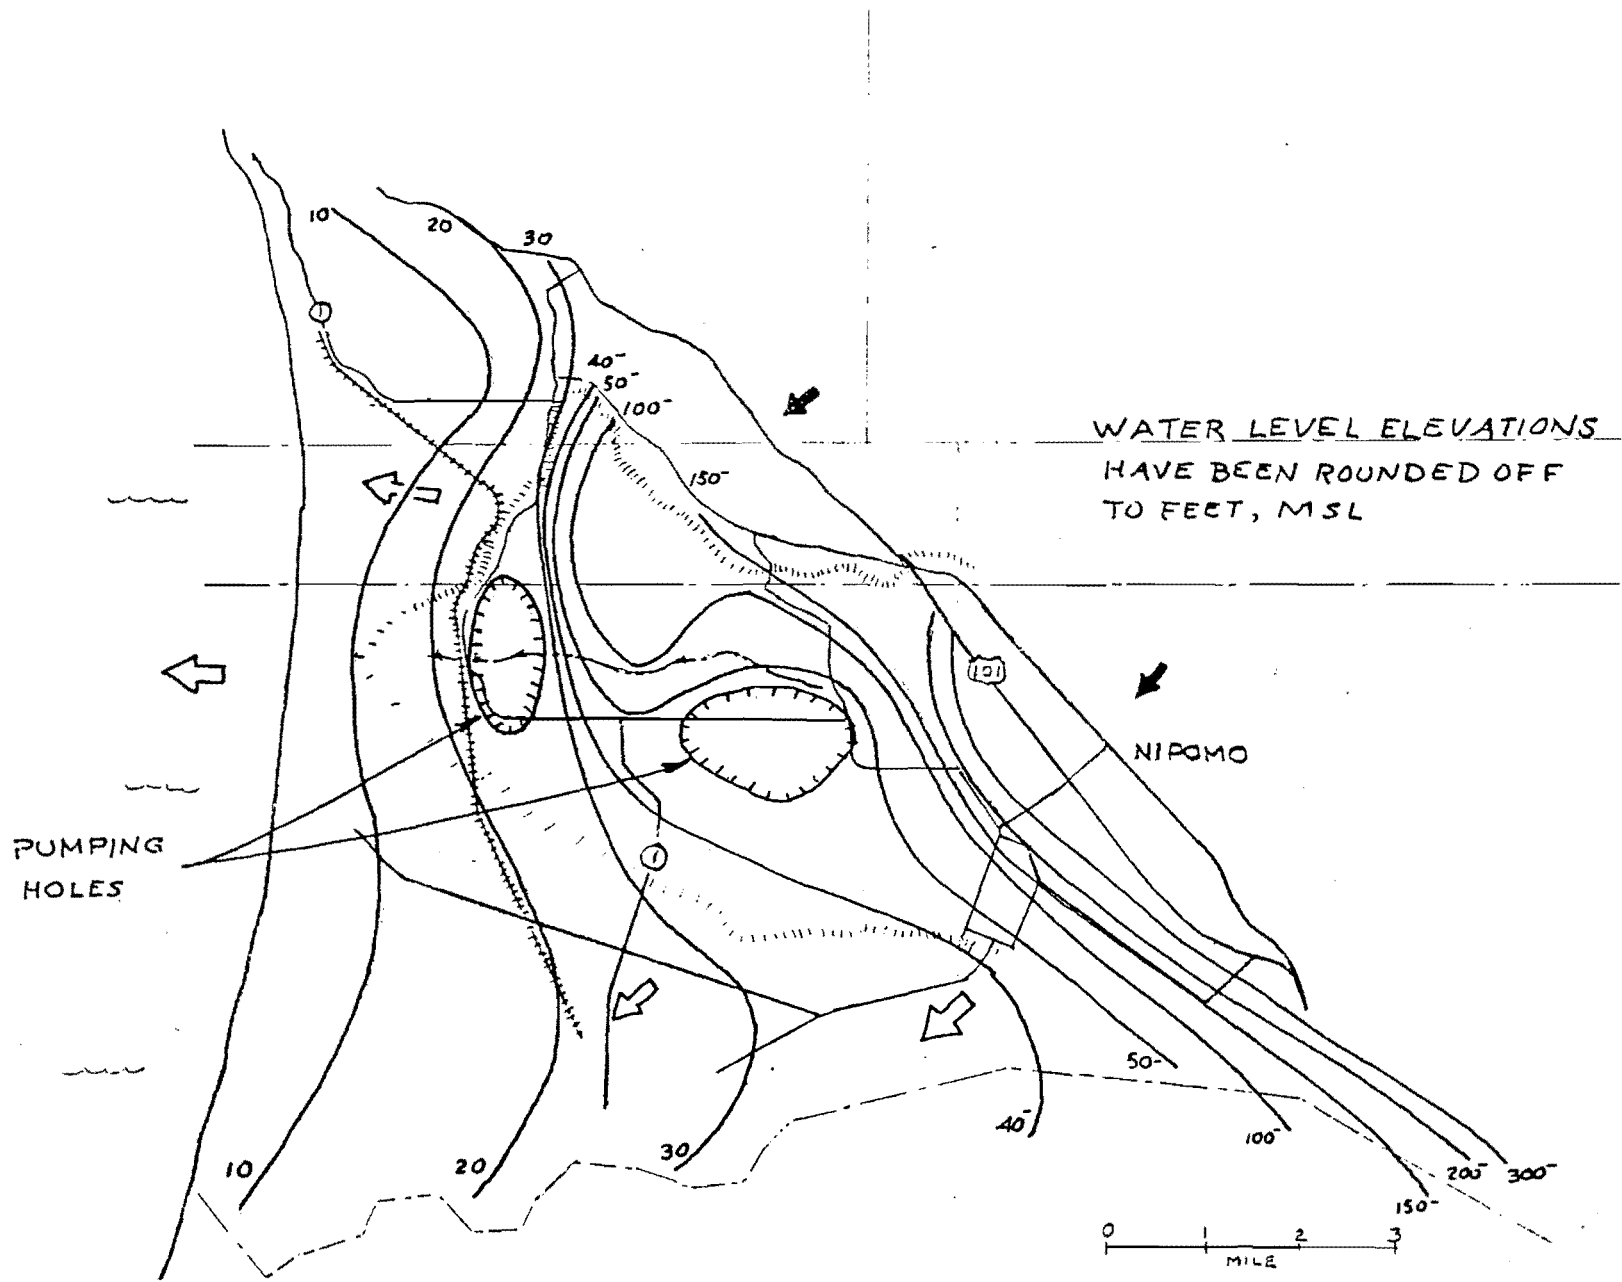 10
20
30
1
40-
50-
100-
150-
WATER LEVEL ELEVATIONS
HAVE BEEN ROUNDED OFF
TO FEET, MSL
101
NIPOMO
PUMPING
HOLES
1
50-
40-
100-
10
20
30
200-
300-
150-
0 1 2 3
MILE